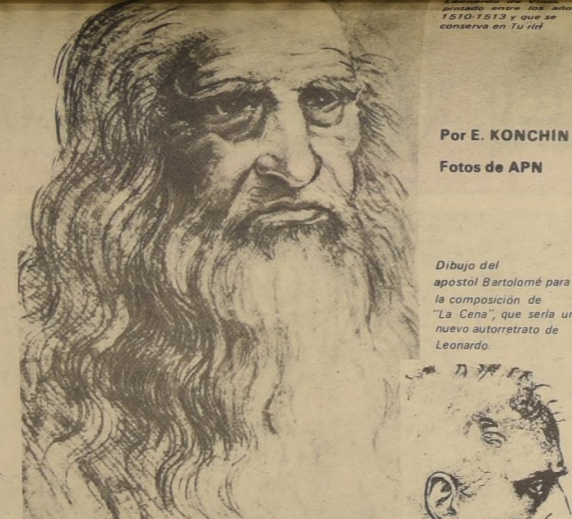 pintado entre los año
1510-1513 y que se
conserva en Turín
Por E. KONCHIN
Fotos de APN
Dibujo del
apóstol Bartolomé para
la composición de
"La Cena", que sería un
nuevo autorretrato de
Leonardo.